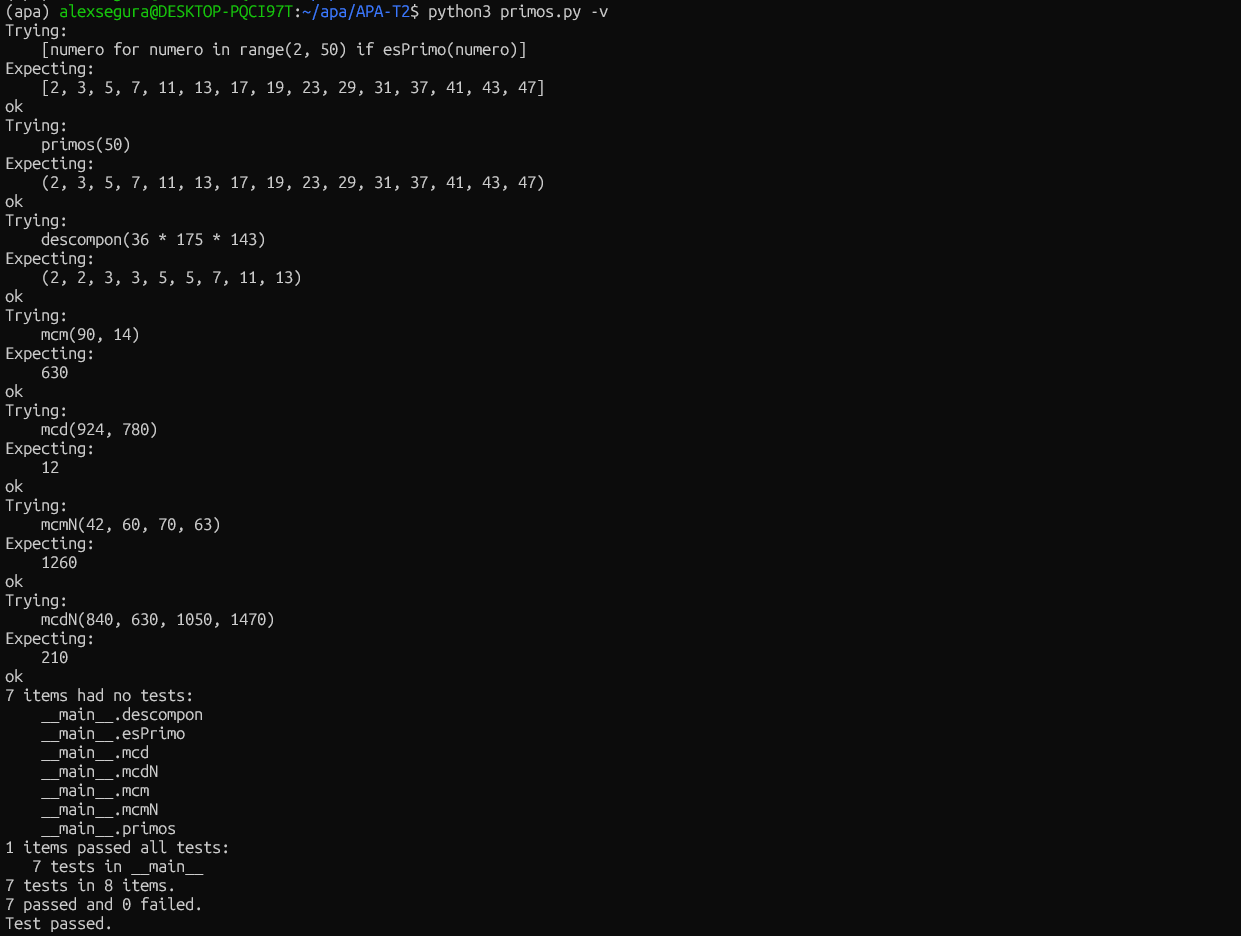 (apa) alexsegura@DESKTOP-PQCI97T:~/apa/APA-T2$ python3 primos.py -v
Trying:
    [numero for numero in range(2, 50) if esPrimo(numero)]
Expecting:
    [2, 3, 5, 7, 11, 13, 17, 19, 23, 29, 31, 37, 41, 43, 47]
ok
Trying:
    primos(50)
Expecting:
    (2, 3, 5, 7, 11, 13, 17, 19, 23, 29, 31, 37, 41, 43, 47)
ok
Trying:
    descompon(36 * 175 * 143)
Expecting:
    (2, 2, 3, 3, 5, 5, 7, 11, 13)
ok
Trying:
    mcm(90, 14)
Expecting:
    630
ok
Trying:
    mcd(924, 780)
Expecting:
    12
ok
Trying:
    mcmN(42, 60, 70, 63)
Expecting:
    1260
ok
Trying:
    mcdN(840, 630, 1050, 1470)
Expecting:
    210
ok
7 items had no tests:
    __main__.descompon
    __main__.esPrimo
    __main__.mcd
    __main__.mcdN
    __main__.mcm
    __main__.mcmN
    __main__.primos
1 items passed all tests:
   7 tests in __main__
7 tests in 8 items.
7 passed and 0 failed.
Test passed.